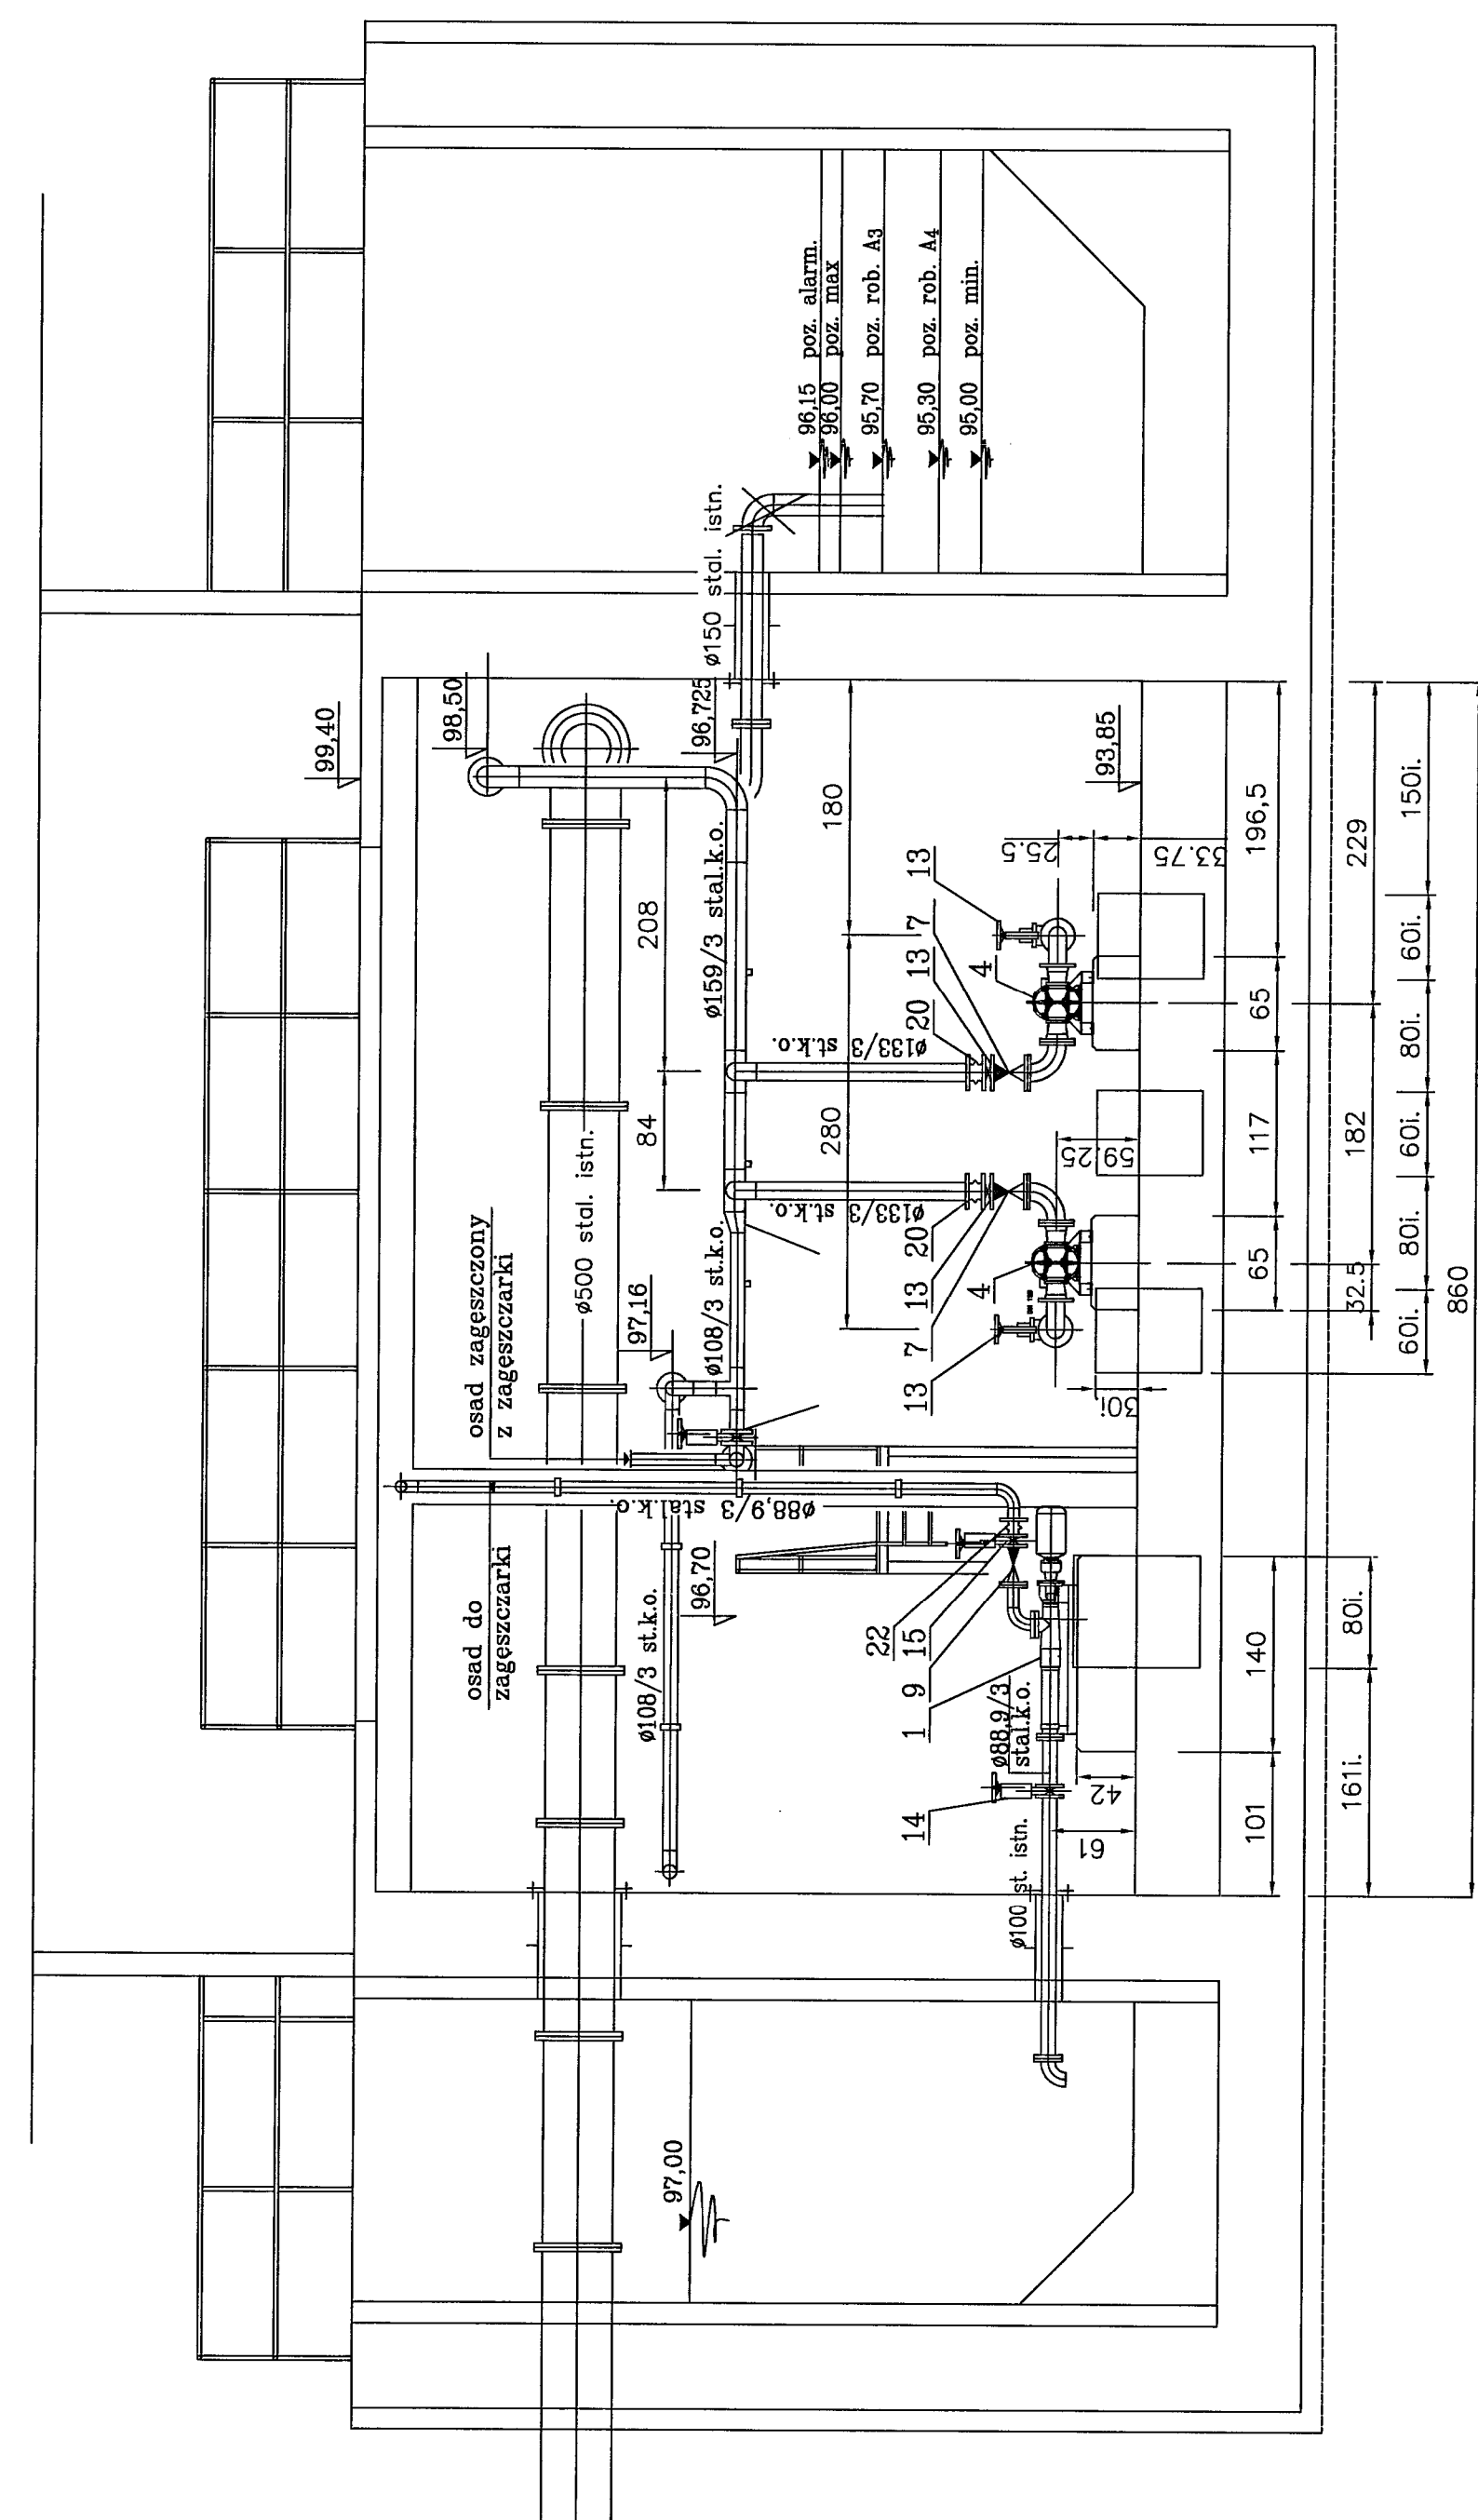 97,00
osad do
zagęszczarki
osad zagęszczony
z zagęszczarki
ø500 stal. istn.
99,40
98,50
97,16
96,70
96,725
ø108/3 st.k.o.
ø108/3 st.k.o.
ø88,9/3 stal.k.o.
ø159/3 stal.k.o.
ø133/3 st.k.o.
ø133/3 st.k.o.
ø150 stal. istn.
84
208
280
180
96,15 poz. alarm.
96,00 poz. max
95,70 poz. rob. A3
95,30 poz. rob. A4
95,00 poz. min.
ø100 st. istn.
ø88,9/3
stal.k.o.
14
1
9
15
22
13
7
4
13
20
20
13
4
7
13
93,85
61
42
30i.
59.25
25.5
33.75
101
140
65
117
65
196,5
161i.
80i.
32.5
182
229
60i.
80i.
60i.
80i.
60i.
150i.
860